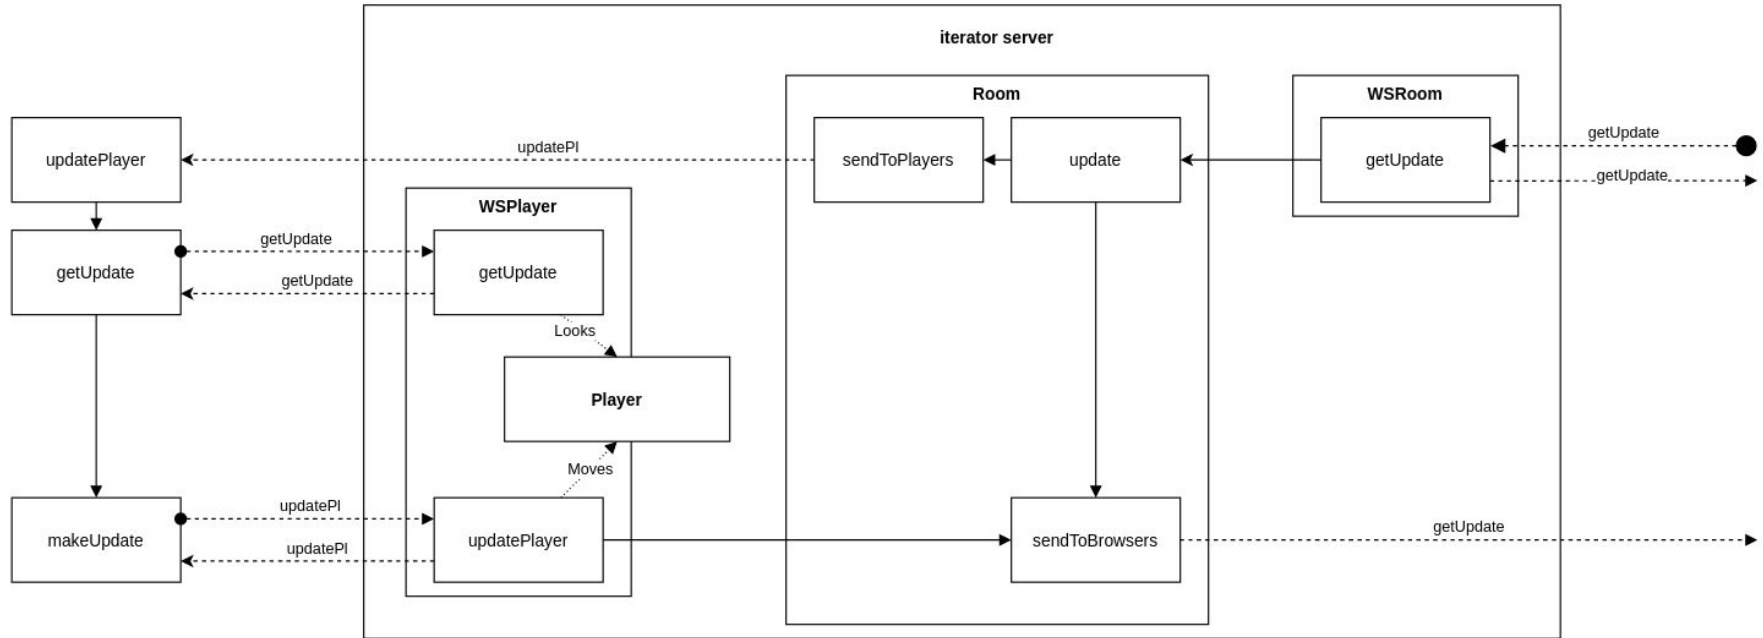 iterator server
Room
WSRoom
updatePlayer
updatePl
sendToPlayers
update
getUpdate
getUpdate
getUpdate
WSPlayer
getUpdate
getUpdate
getUpdate
getUpdate
Looks
Player
Moves
makeUpdate
updatePl
updatePl
updatePlayer
sendToBrowsers
getUpdate